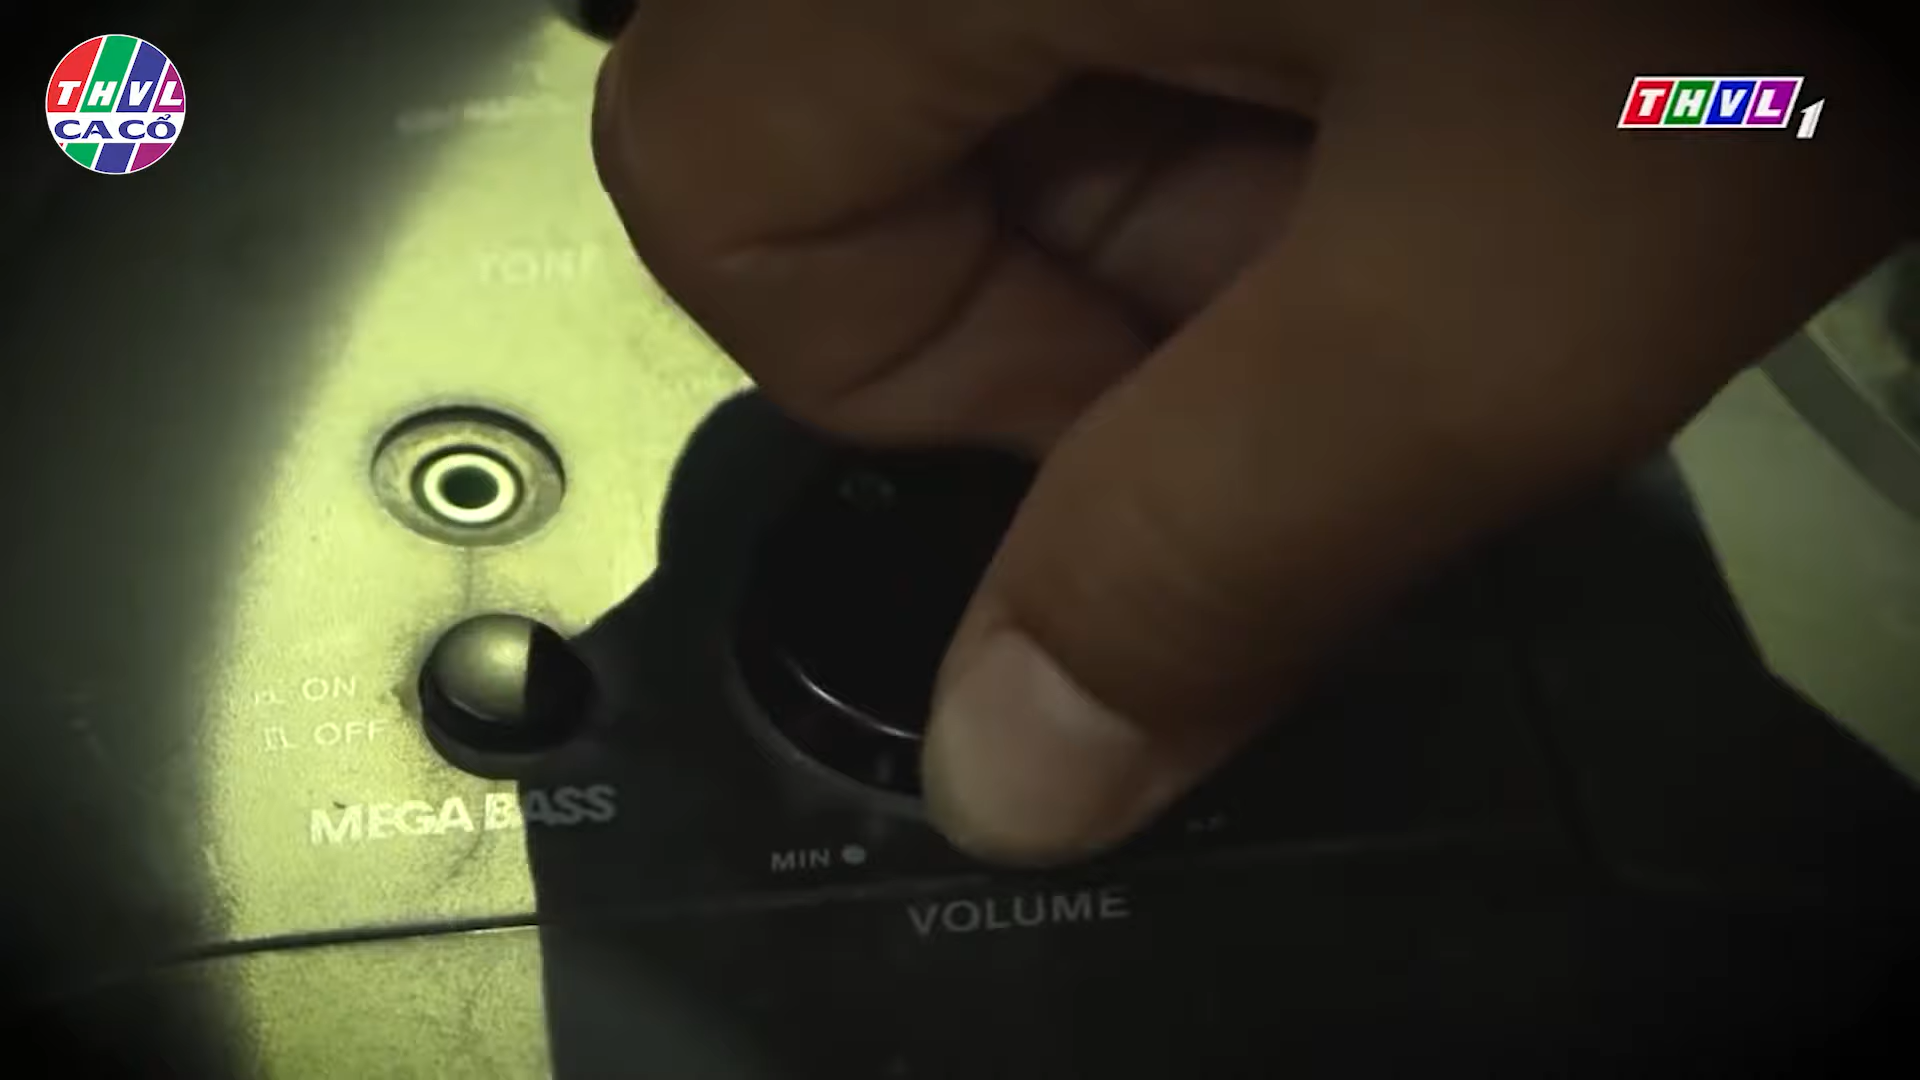 THVL
CA CỔ
THVL1
TONE
ON
OFF
MEGA BASS
MIN
VOLUME